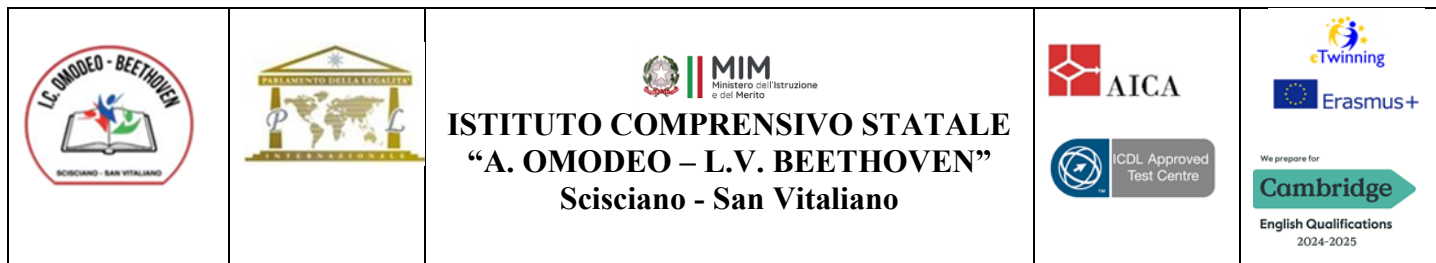 I.C. OMODEO - BEETHOVEN
SCISCIANO - SAN VITALIANO
PARLAMENTO DELLA LEGALITA'
P L
INTERNAZIONALE
MIM
Ministero dell'Istruzione
e del Merito
ISTITUTO COMPRENSIVO STATALE
“A. OMODEO – L.V. BEETHOVEN”
Scisciano - San Vitaliano
AICA
ICDL Approved
Test Centre
eTwinning
Erasmus+
We prepare for
Cambridge
English Qualifications
2024-2025